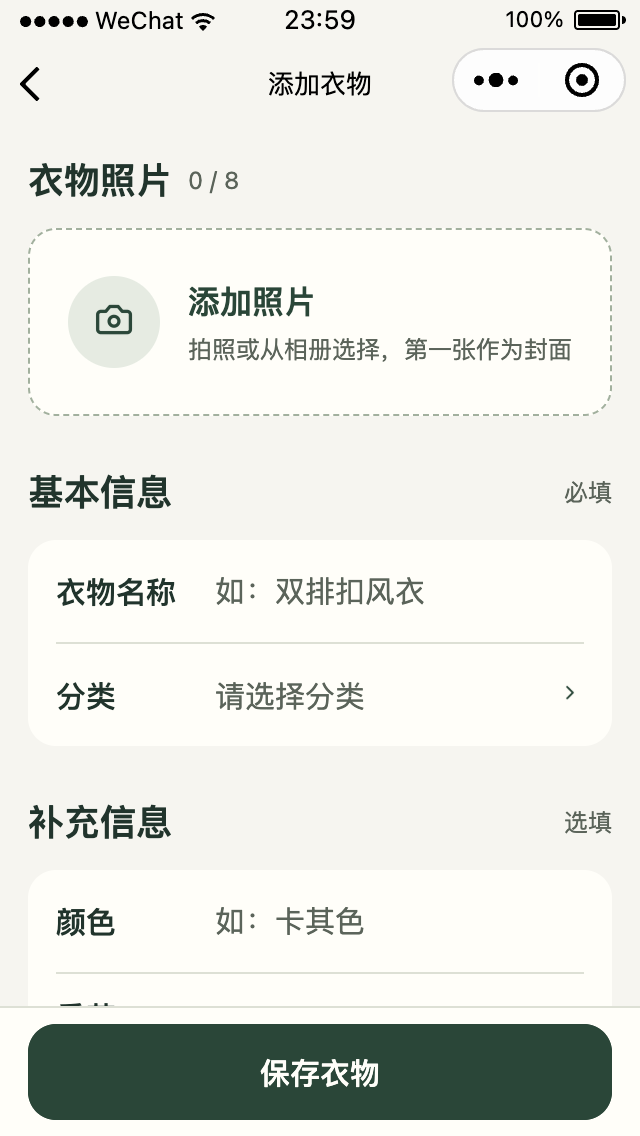 WeChat 23:59 100%
添加衣物
衣物照片 0 / 8
添加照片
拍照或从相册选择，第一张作为封面
基本信息 必填
衣物名称 如：双排扣风衣
分类 请选择分类
补充信息 选填
颜色 如：卡其色
保存衣物